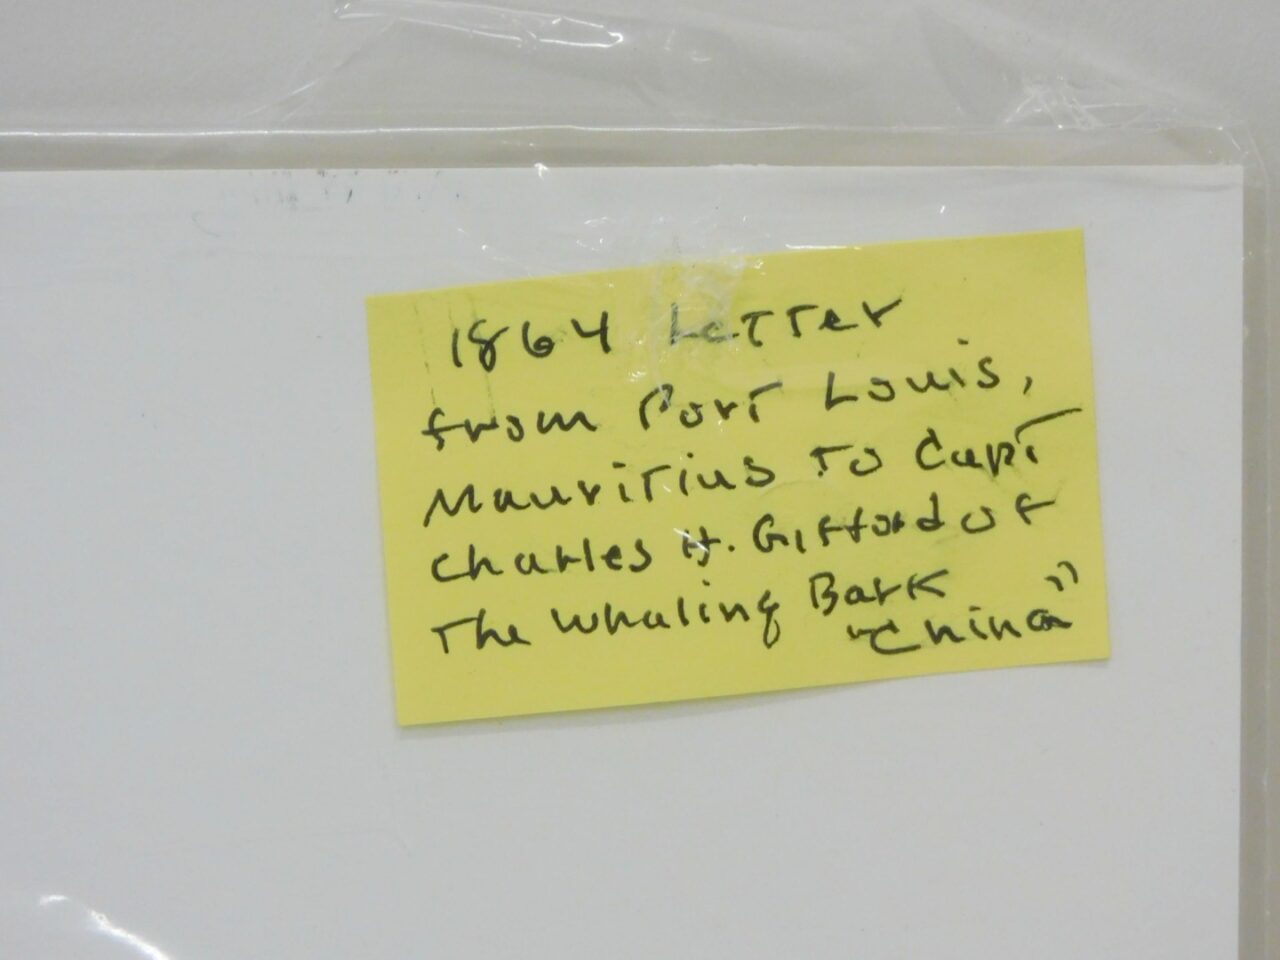 1864 Letter
from Port Louis,
Mauritius to Capt
Charles H. Gifford of
The Whaling Bark
"China"